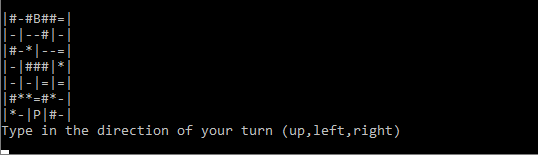 |#-#B##=|
|-|--#|-|
|#-*|--=|
|-|###|*|
|-|-|=|=|
|#**=#*-|
|*-|P|#-|
Type in the direction of your turn (up,left,right)